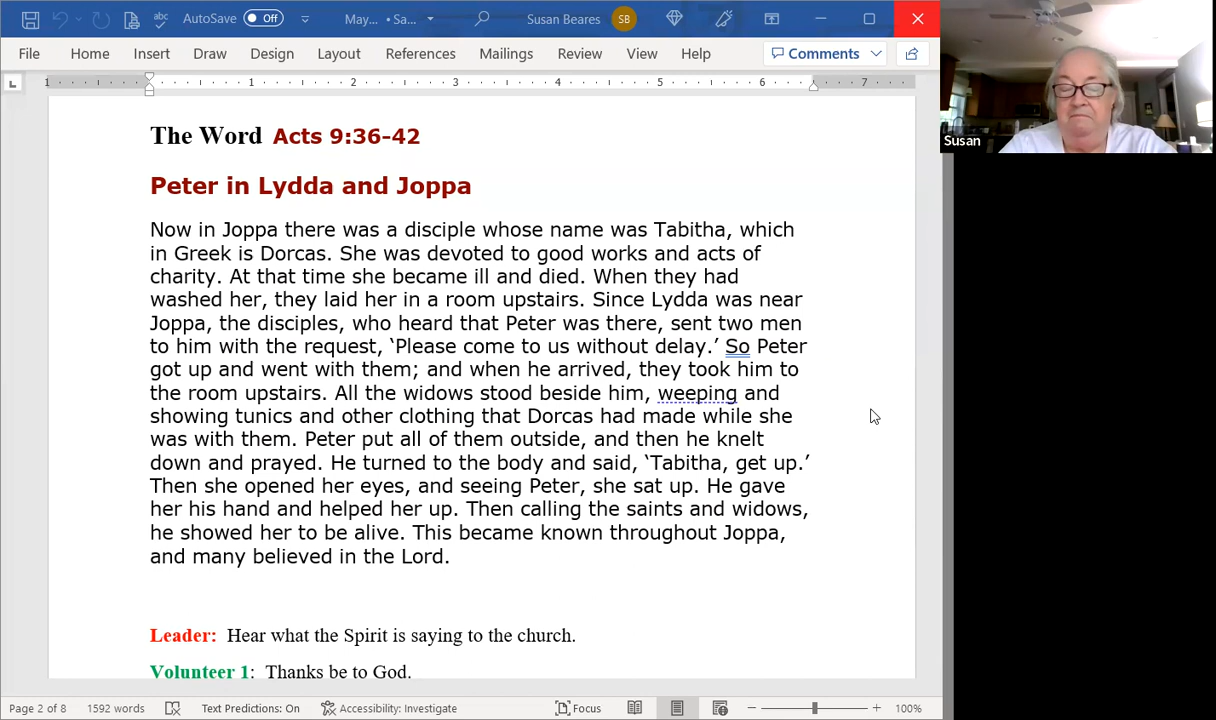 AutoSave Off May... • Sa... Susan Beares SB
File Home Insert Draw Design Layout References Mailings Review View Help Comments
1 1 2 3 4 5 6 7
Susan
The Word Acts 9:36-42
Peter in Lydda and Joppa
Now in Joppa there was a disciple whose name was Tabitha, which
in Greek is Dorcas. She was devoted to good works and acts of
charity. At that time she became ill and died. When they had
washed her, they laid her in a room upstairs. Since Lydda was near
Joppa, the disciples, who heard that Peter was there, sent two men
to him with the request, ‘Please come to us without delay.’ So Peter
got up and went with them; and when he arrived, they took him to
the room upstairs. All the widows stood beside him, weeping and
showing tunics and other clothing that Dorcas had made while she
was with them. Peter put all of them outside, and then he knelt
down and prayed. He turned to the body and said, ‘Tabitha, get up.’
Then she opened her eyes, and seeing Peter, she sat up. He gave
her his hand and helped her up. Then calling the saints and widows,
he showed her to be alive. This became known throughout Joppa,
and many believed in the Lord.
Leader: Hear what the Spirit is saying to the church.
Volunteer 1: Thanks be to God.
Page 2 of 8 1592 words Text Predictions: On Accessibility: Investigate Focus 100%